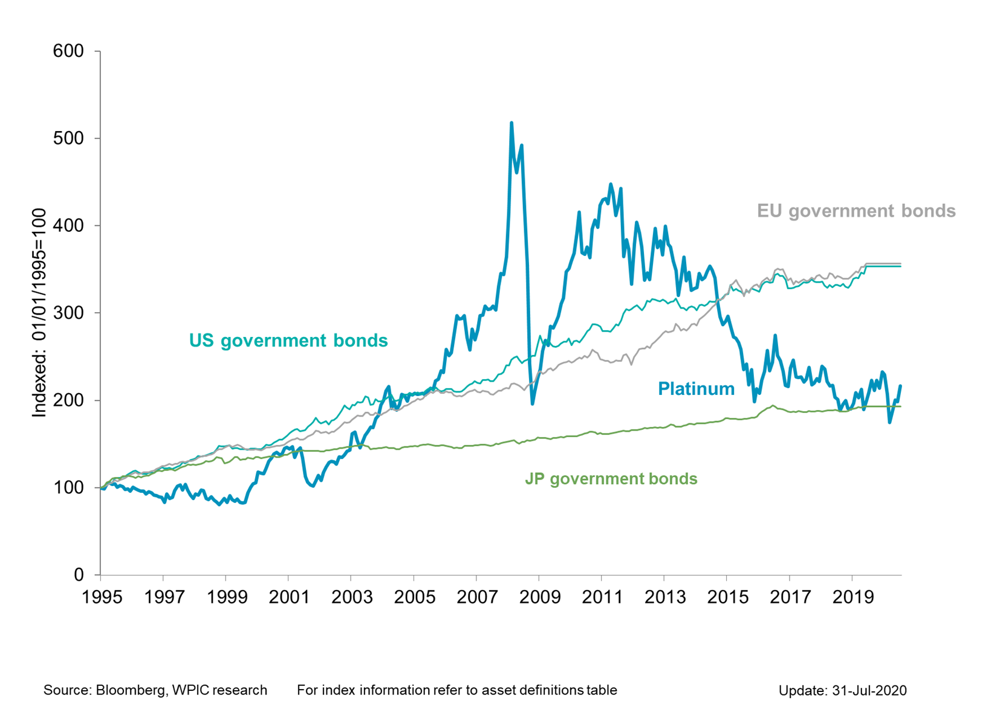 600
500
400
300
200
100
0
Indexed: 01/01/1995=100
EU government bonds
US government bonds
Platinum
JP government bonds
1995 1997 1999 2001 2003 2005 2007 2009 2011 2013 2015 2017 2019
Source: Bloomberg, WPIC research For index information refer to asset definitions table Update: 31-Jul-2020